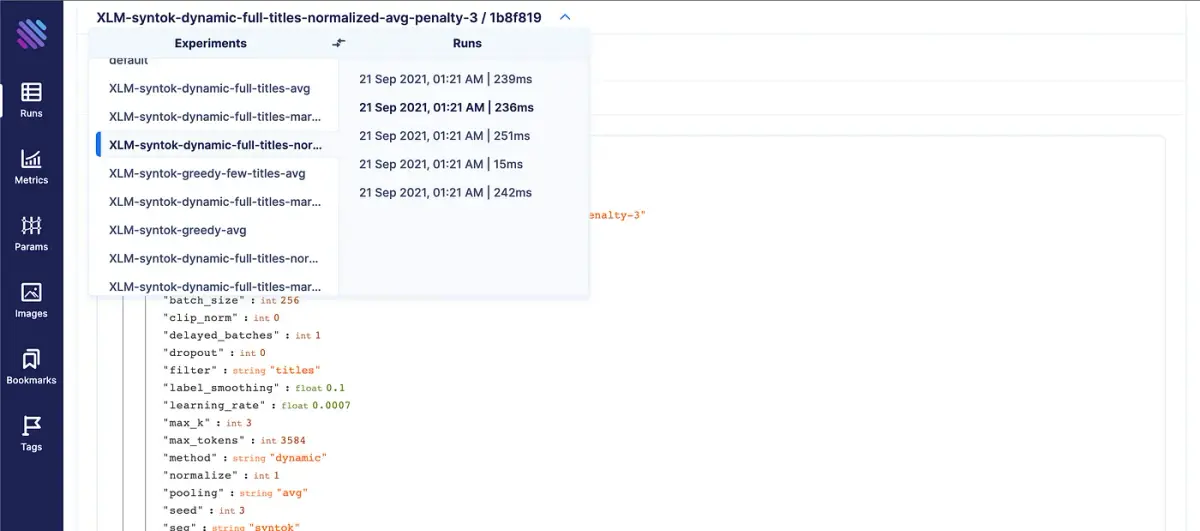 XLM-syntok-dynamic-full-titles-normalized-avg-penalty-3 / 1b8f819
Experiments
Runs
default
XLM-syntok-dynamic-full-titles-avg
XLM-syntok-dynamic-full-titles-mar...
XLM-syntok-dynamic-full-titles-nor...
XLM-syntok-greedy-few-titles-avg
XLM-syntok-dynamic-full-titles-mar...
XLM-syntok-greedy-avg
XLM-syntok-dynamic-full-titles-nor...
XLM-syntok-dynamic-full-titles-mar...
21 Sep 2021, 01:21 AM | 239ms
21 Sep 2021, 01:21 AM | 236ms
21 Sep 2021, 01:21 AM | 251ms
21 Sep 2021, 01:21 AM | 15ms
21 Sep 2021, 01:21 AM | 242ms
Runs
Metrics
Params
Images
Bookmarks
Tags
enalty-3"
"batch_size" : int 256
"clip_norm" : int 0
"delayed_batches" : int 1
"dropout" : int 0
"filter" : string "titles"
"label_smoothing" : float 0.1
"learning_rate" : float 0.0007
"max_k" : int 3
"max_tokens" : int 3584
"method" : string "dynamic"
"normalize" : int 1
"pooling" : string "avg"
"seed" : int 3
"seg" : string "syntok"